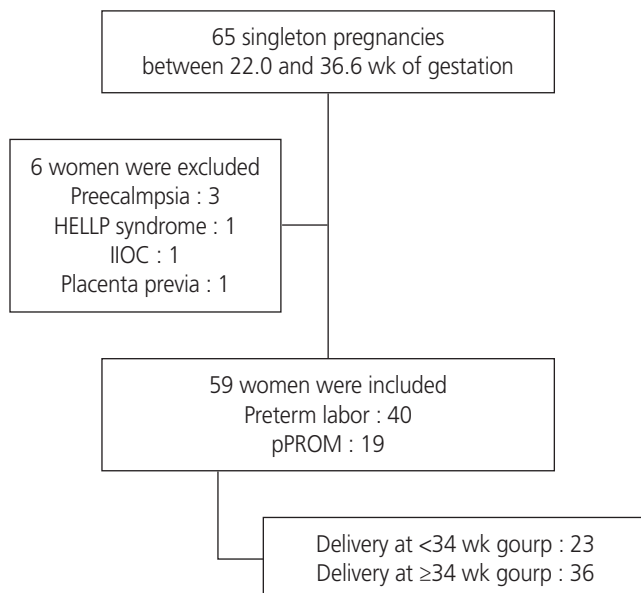 65 singleton pregnancies
between 22.0 and 36.6 wk of gestation
6 women were excluded
Preecalmpsia : 3
HELLP syndrome : 1
IIOC : 1
Placenta previa : 1
59 women were included
Preterm labor : 40
pPROM : 19
Delivery at <34 wk gourp : 23
Delivery at ≥34 wk gourp : 36